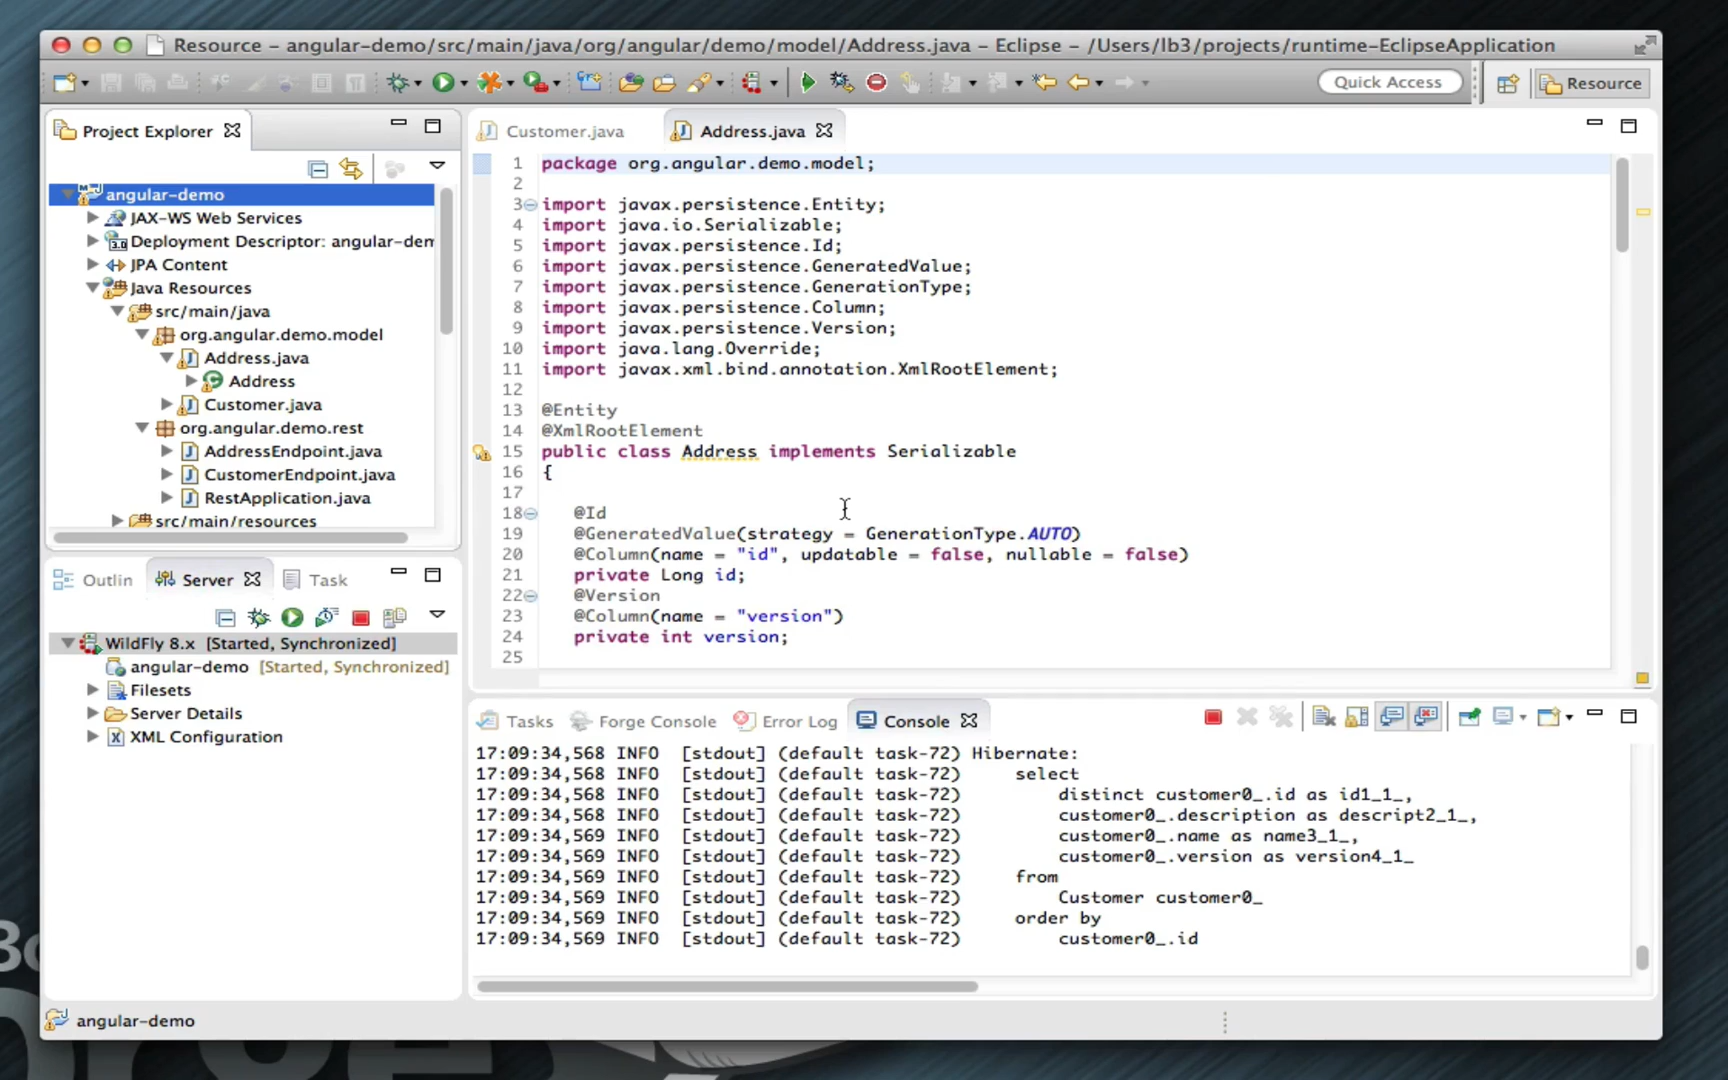 Resource – angular-demo/src/main/java/org/angular/demo/model/Address.java – Eclipse – /Users/lb3/projects/runtime-EclipseApplication
Quick Access
Resource
Project Explorer
angular-demo
JAX-WS Web Services
Deployment Descriptor: angular-dem
JPA Content
Java Resources
src/main/java
org.angular.demo.model
Address.java
Address
Customer.java
org.angular.demo.rest
AddressEndpoint.java
CustomerEndpoint.java
RestApplication.java
src/main/resources
Outlin Server Task
WildFly 8.x [Started, Synchronized]
angular-demo [Started, Synchronized]
Filesets
Server Details
XML Configuration
Customer.java Address.java
1 package org.angular.demo.model;
2
3 import javax.persistence.Entity;
4 import java.io.Serializable;
5 import javax.persistence.Id;
6 import javax.persistence.GeneratedValue;
7 import javax.persistence.GenerationType;
8 import javax.persistence.Column;
9 import javax.persistence.Version;
10 import java.lang.Override;
11 import javax.xml.bind.annotation.XmlRootElement;
12
13 @Entity
14 @XmlRootElement
15 public class Address implements Serializable
16 {
17
18 @Id
19 @GeneratedValue(strategy = GenerationType.AUTO)
20 @Column(name = "id", updatable = false, nullable = false)
21 private Long id;
22 @Version
23 @Column(name = "version")
24 private int version;
25
Tasks Forge Console Error Log Console
17:09:34,568 INFO [stdout] (default task-72) Hibernate:
17:09:34,568 INFO [stdout] (default task-72) select
17:09:34,568 INFO [stdout] (default task-72) distinct customer0_.id as id1_1_,
17:09:34,568 INFO [stdout] (default task-72) customer0_.description as descript2_1_,
17:09:34,569 INFO [stdout] (default task-72) customer0_.name as name3_1_,
17:09:34,569 INFO [stdout] (default task-72) customer0_.version as version4_1_
17:09:34,569 INFO [stdout] (default task-72) from
17:09:34,569 INFO [stdout] (default task-72) Customer customer0_
17:09:34,569 INFO [stdout] (default task-72) order by
17:09:34,569 INFO [stdout] (default task-72) customer0_.id
angular-demo